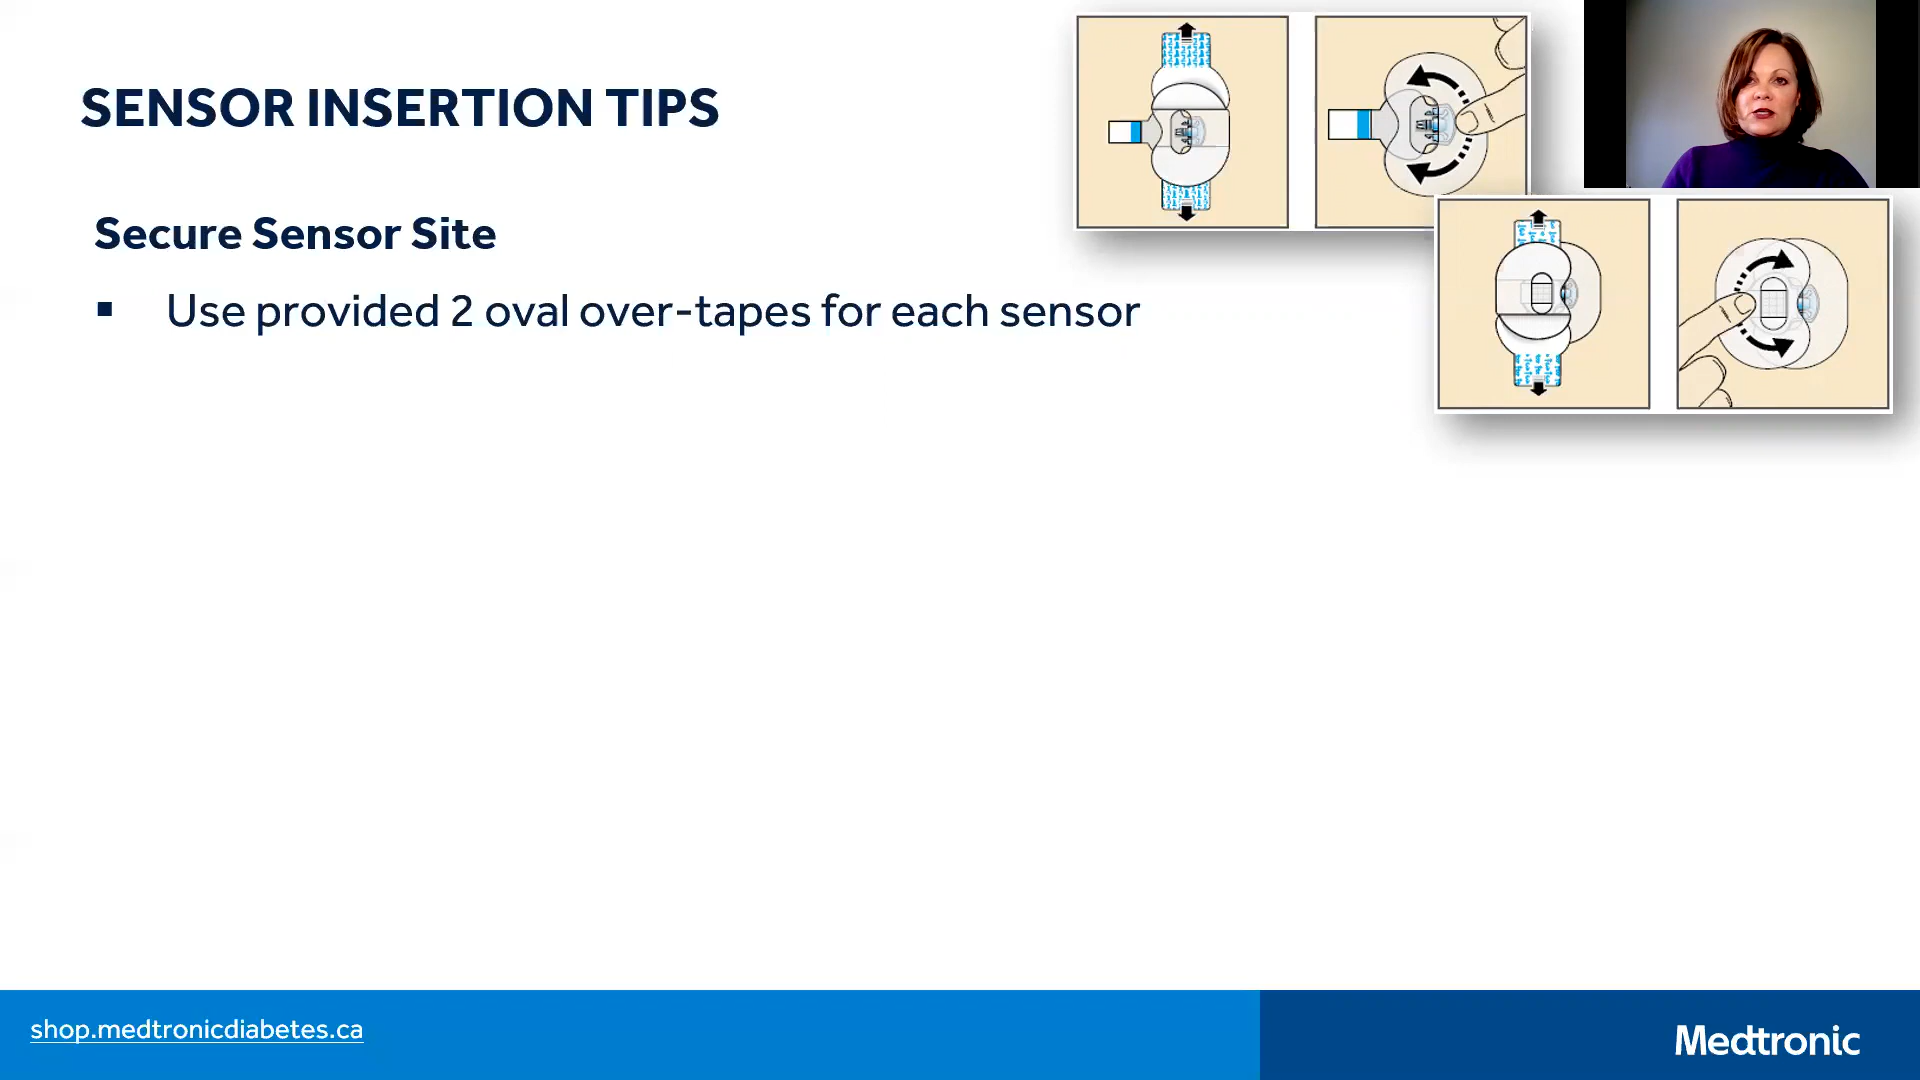 SENSOR INSERTION TIPS
Secure Sensor Site
▪ Use provided 2 oval over-tapes for each sensor
shop.medtronicdiabetes.ca
Medtronic